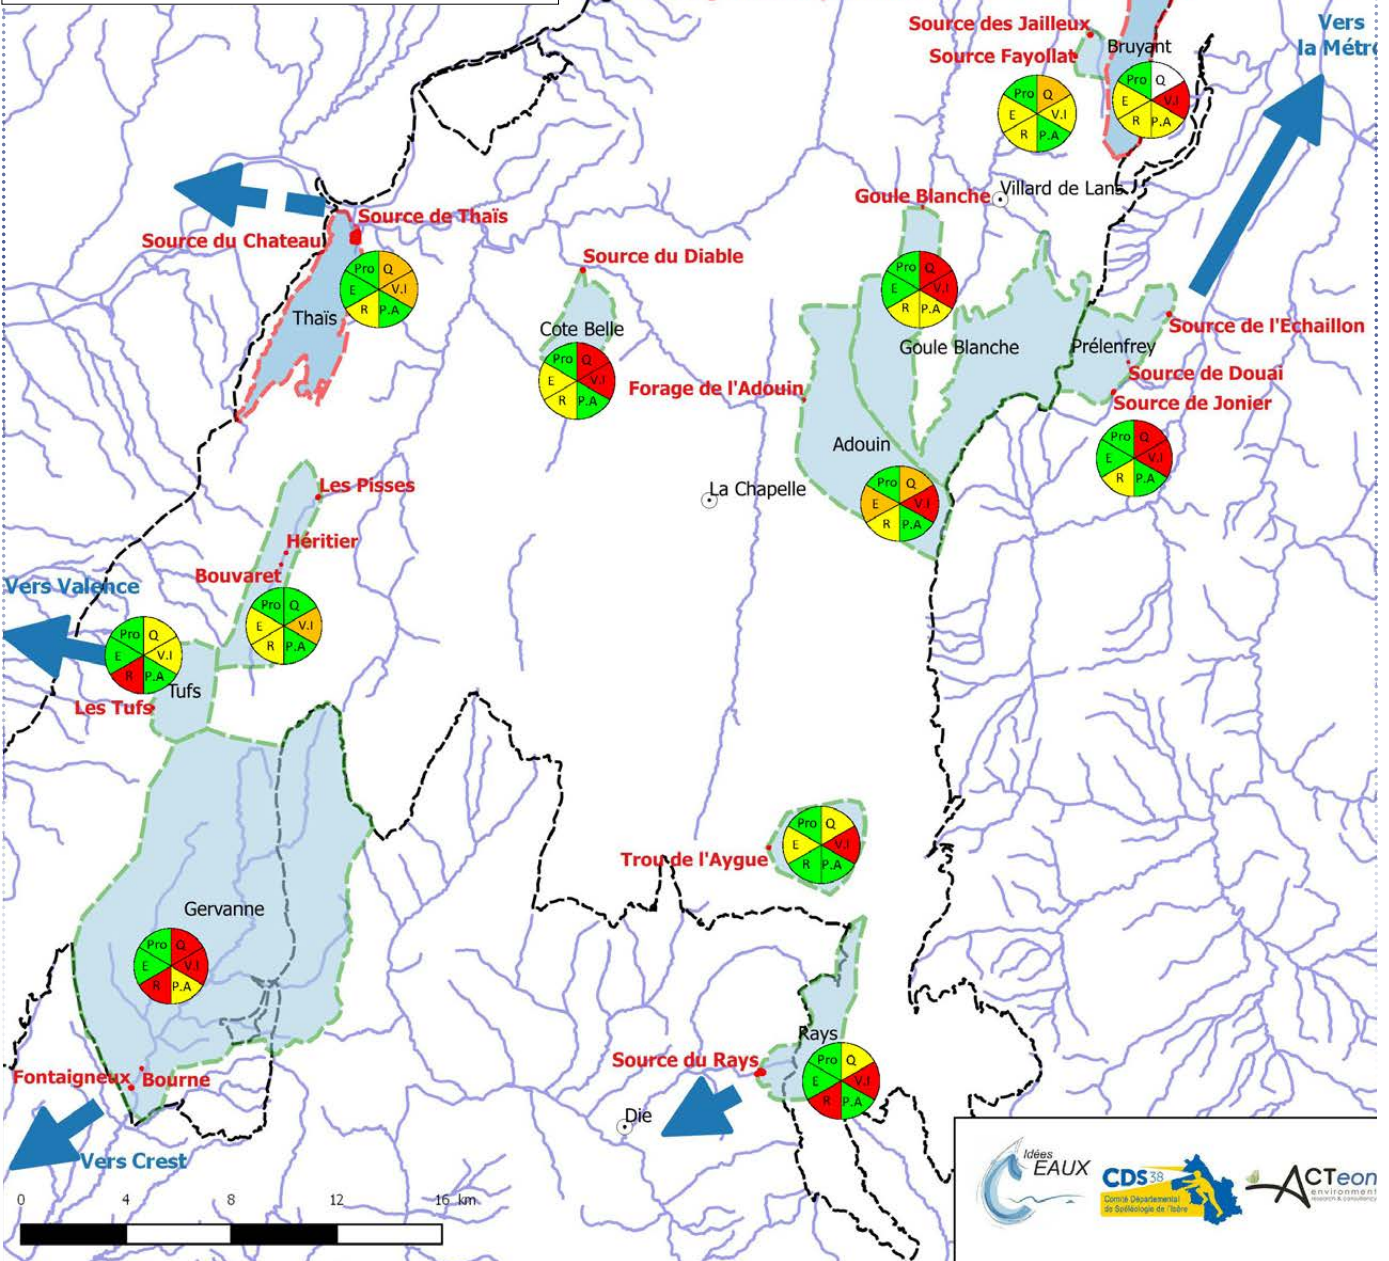 Source des Jailleux
Vers
la Métr
Bruyant
Source Fayollat
Pro Q
E V.I
R P.A
Pro Q
E V.I
R P.A
Goule Blanche
Villard de Lans
Source de Thaïs
Source du Chateau
Source du Diable
Pro Q
E V.I
R P.A
Pro Q
E V.I
R P.A
Thaïs
Cote Belle
Source de l'Echaillon
Goule Blanche
Prélenfrey
Pro Q
E V.I
R P.A
Source de Douai
Forage de l'Adouin
Source de Jonier
Adouin
Pro Q
E V.I
R P.A
Les Pisses
La Chapelle
Pro Q
E V.I
R P.A
Héritier
Bouvaret
Vers Valence
Pro Q
E V.I
R P.A
Pro Q
E V.I
R P.A
Tufs
Les Tufs
Pro Q
E V.I
R P.A
Trou de l'Aygue
Gervanne
Pro Q
E V.I
R P.A
Rays
Source du Rays
Pro Q
E V.I
R P.A
Fontaigneux
Bourne
Die
Vers Crest
0 4 8 12 16 km
Idées
EAUX
CDS 38
Comité Départemental
de Spéléologie de l'Isère
ACTeon
environment
research & consultancy